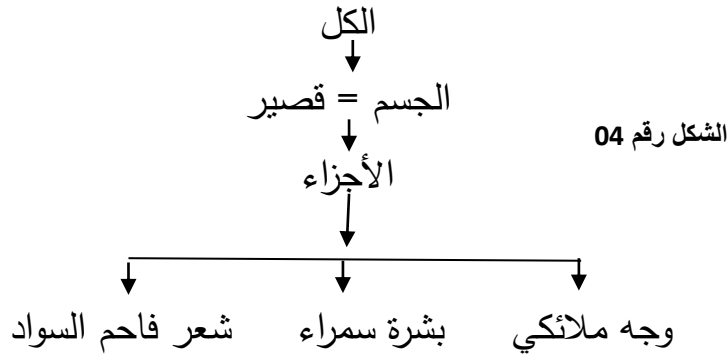 الكل
الجسم = قصير
الشكل رقم 04
الأجزاء
وجه ملائكي بشرة سمراء شعر فاحم السواد